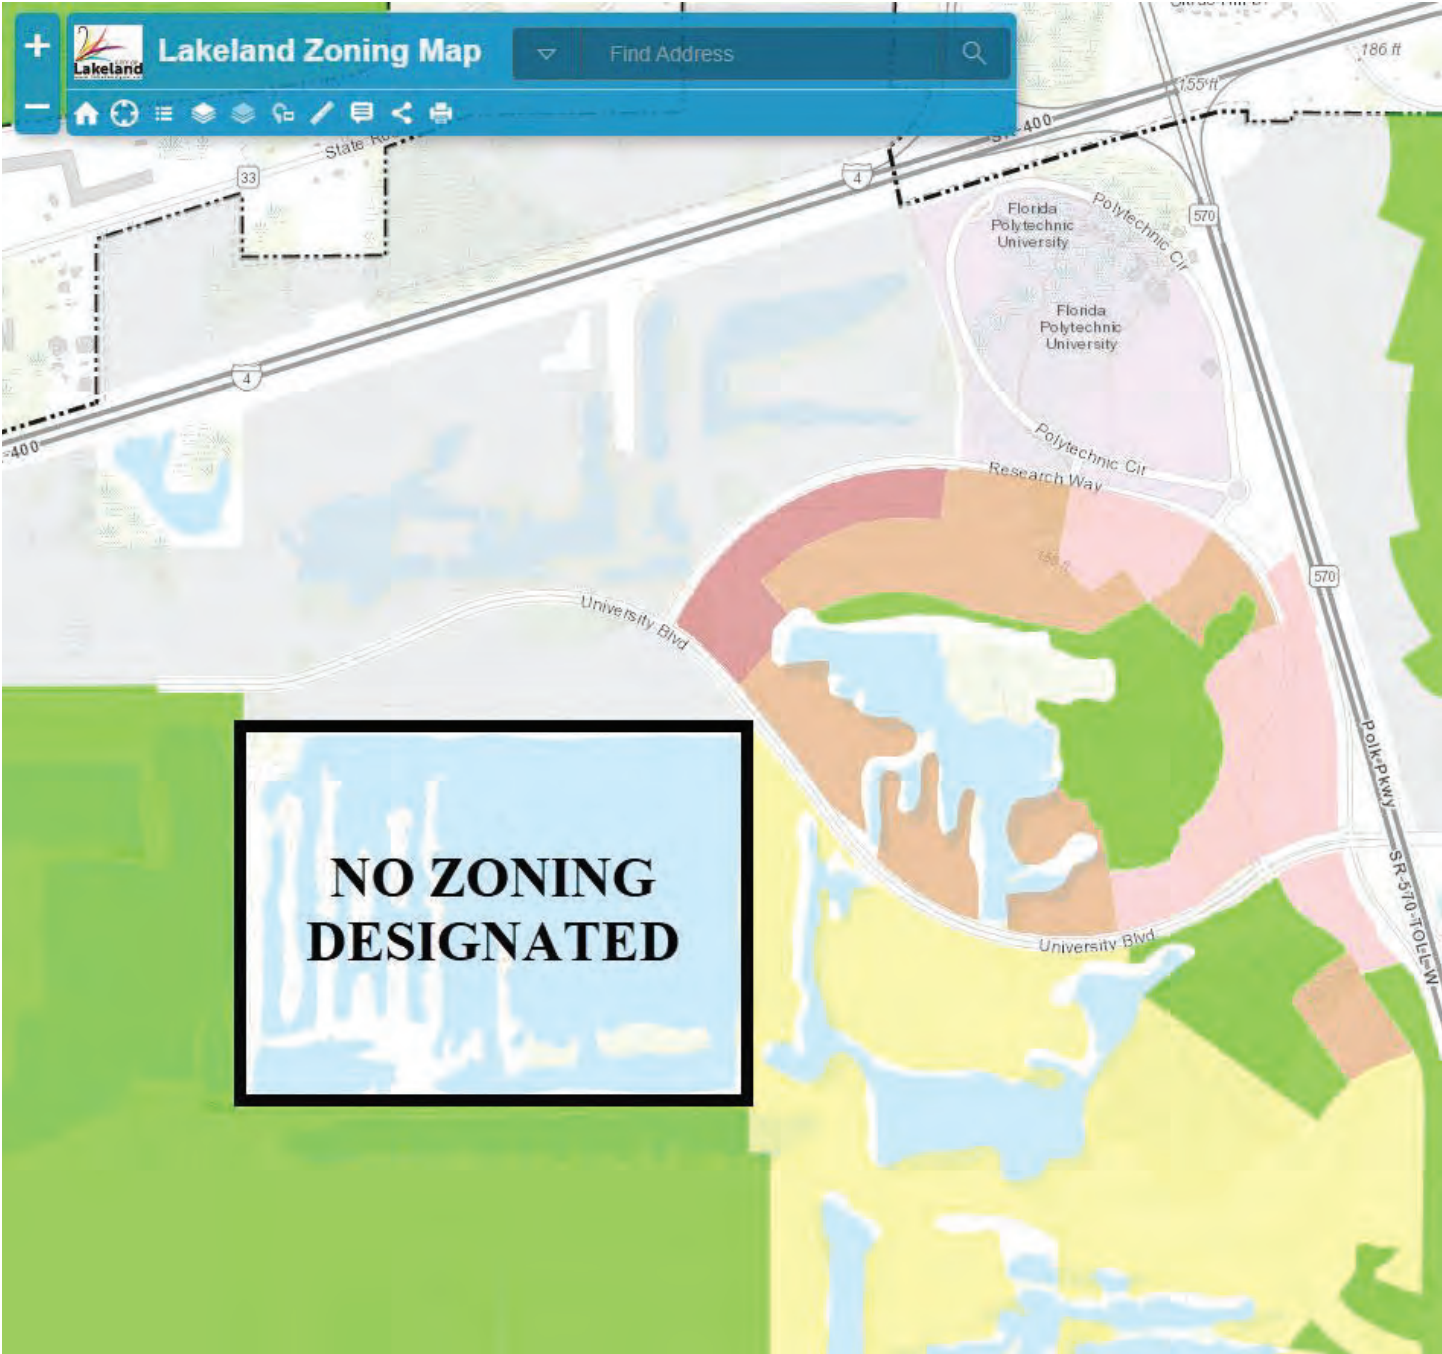 +
Lakeland
Lakeland Zoning Map
Find Address
−
186 ft
155 ft
SR-400
State Ro
33
4
570
Florida
Polytechnic
University
Polytechnic Cir
Florida
Polytechnic
University
4
-400
Polytechnic Cir
Research Way
570
University Blvd
Polk Pkwy
NO ZONING
DESIGNATED
SR-570-TOLL W
University Blvd